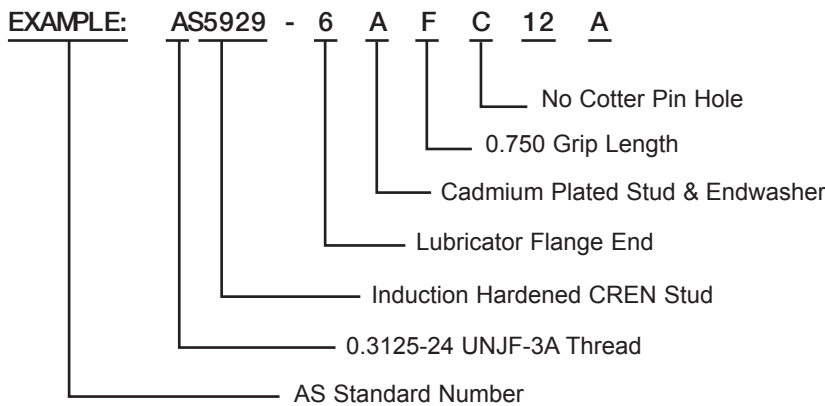 EXAMPLE: AS5929 - 6 A F C 12 A
No Cotter Pin Hole
0.750 Grip Length
Cadmium Plated Stud & Endwasher
Lubricator Flange End
Induction Hardened CREN Stud
0.3125-24 UNJF-3A Thread
AS Standard Number